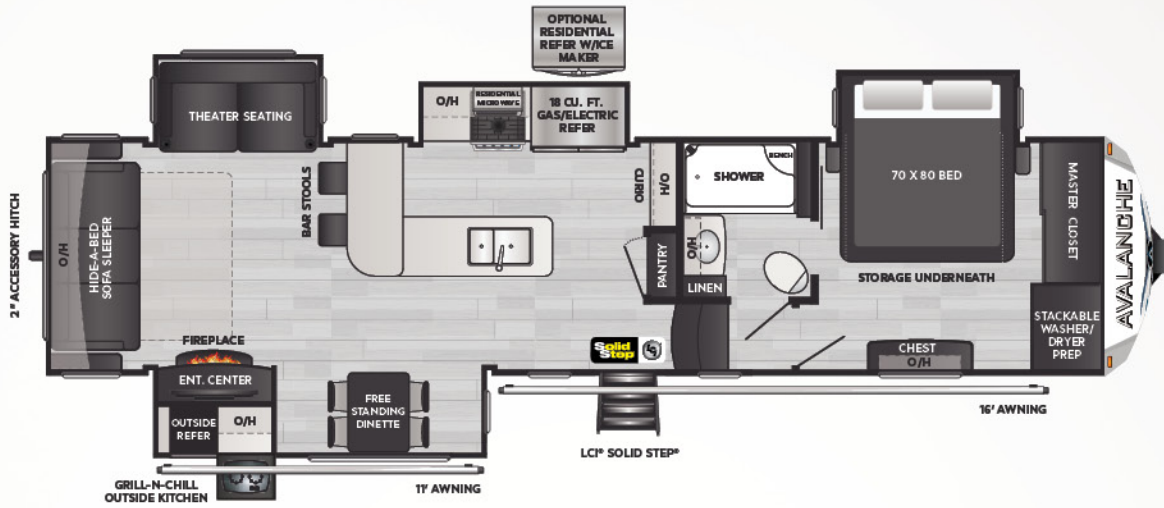 OPTIONAL
RESIDENTIAL
REFER W/ICE
MAKER
THEATER SEATING
O/H
RESIDENTIAL
MICROWAVE
18 CU. FT.
GAS/ELECTRIC
REFER
2" ACCESSORY HITCH
O/H
HIDE-A-BED
SOFA SLEEPER
BAR STOOLS
CURIO
O/H
SHOWER
BENCH
70 X 80 BED
MASTER CLOSET
AVALANCHE
O/H
PANTRY
LINEN
STORAGE UNDERNEATH
STACKABLE
WASHER/
DRYER
PREP
FIREPLACE
ENT. CENTER
Solid
Step
CHEST
O/H
OUTSIDE
REFER
O/H
FREE
STANDING
DINETTE
16' AWNING
LCI® SOLID STEP®
GRILL-N-CHILL
OUTSIDE KITCHEN
11' AWNING